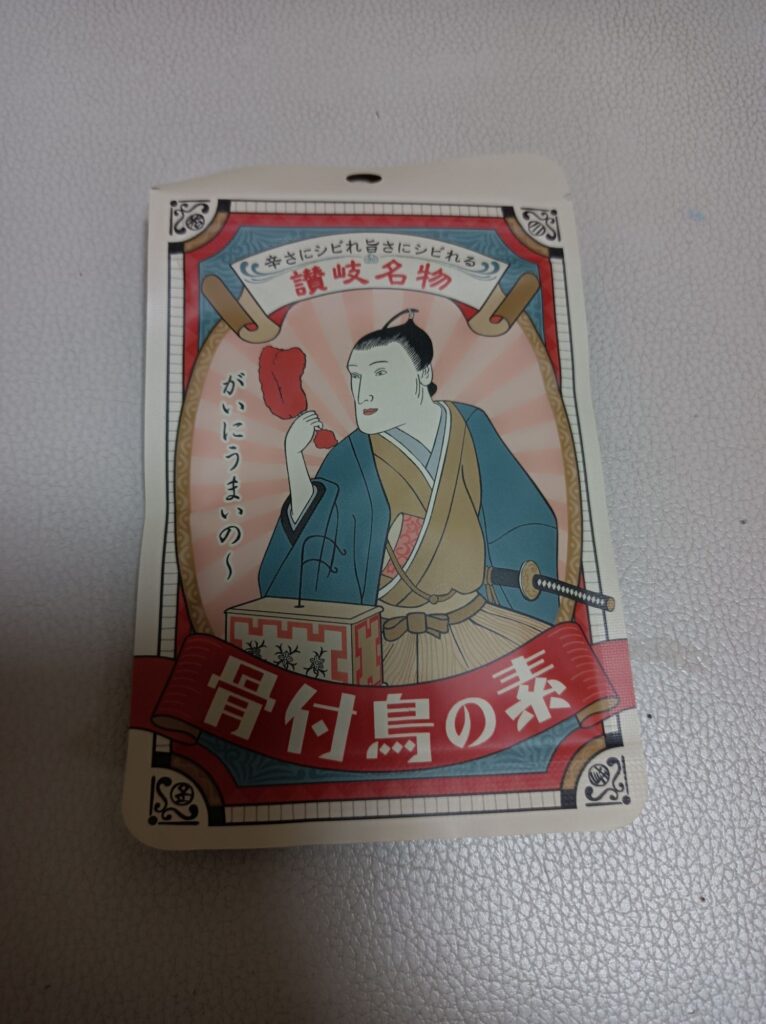 辛さにシビれ旨さにシビれる
讃岐名物
がいにうまいの～
骨付鳥の素